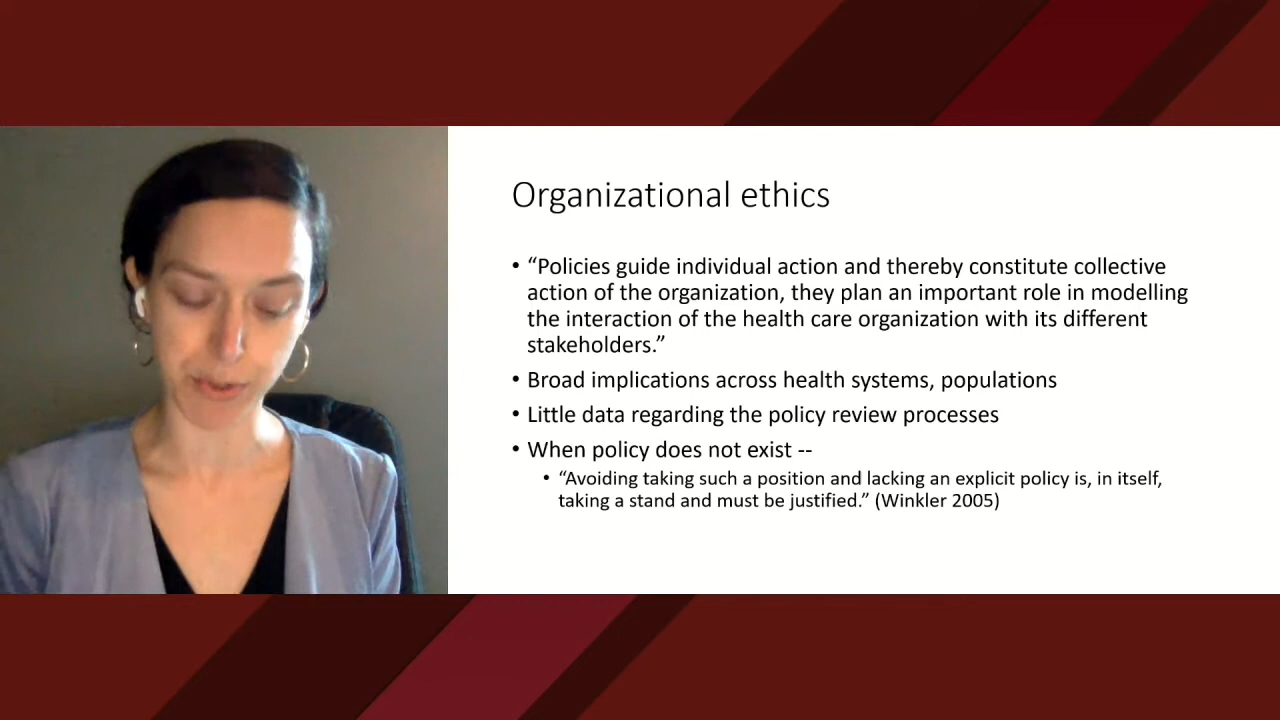 Organizational ethics
• “Policies guide individual action and thereby constitute collective
action of the organization, they plan an important role in modelling
the interaction of the health care organization with its different
stakeholders.”
• Broad implications across health systems, populations
• Little data regarding the policy review processes
• When policy does not exist --
• “Avoiding taking such a position and lacking an explicit policy is, in itself,
taking a stand and must be justified.” (Winkler 2005)